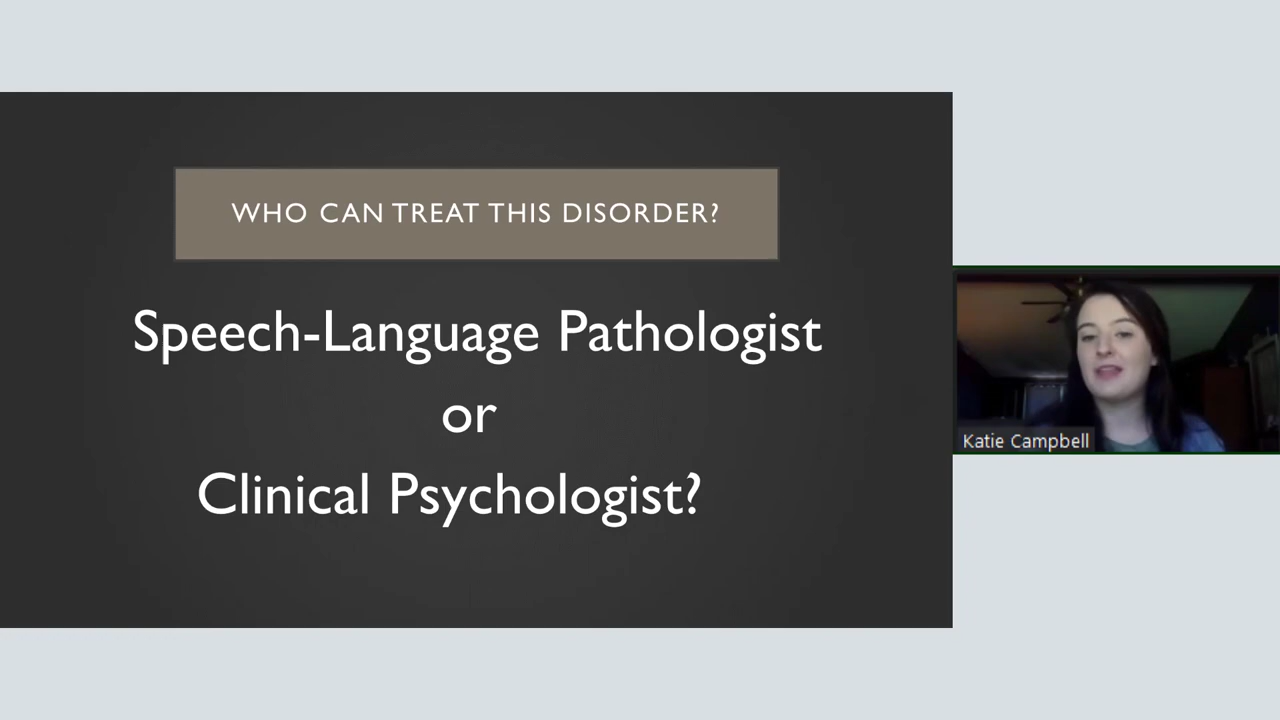 WHO CAN TREAT THIS DISORDER?
Speech-Language Pathologist
or
Clinical Psychologist?
Katie Campbell